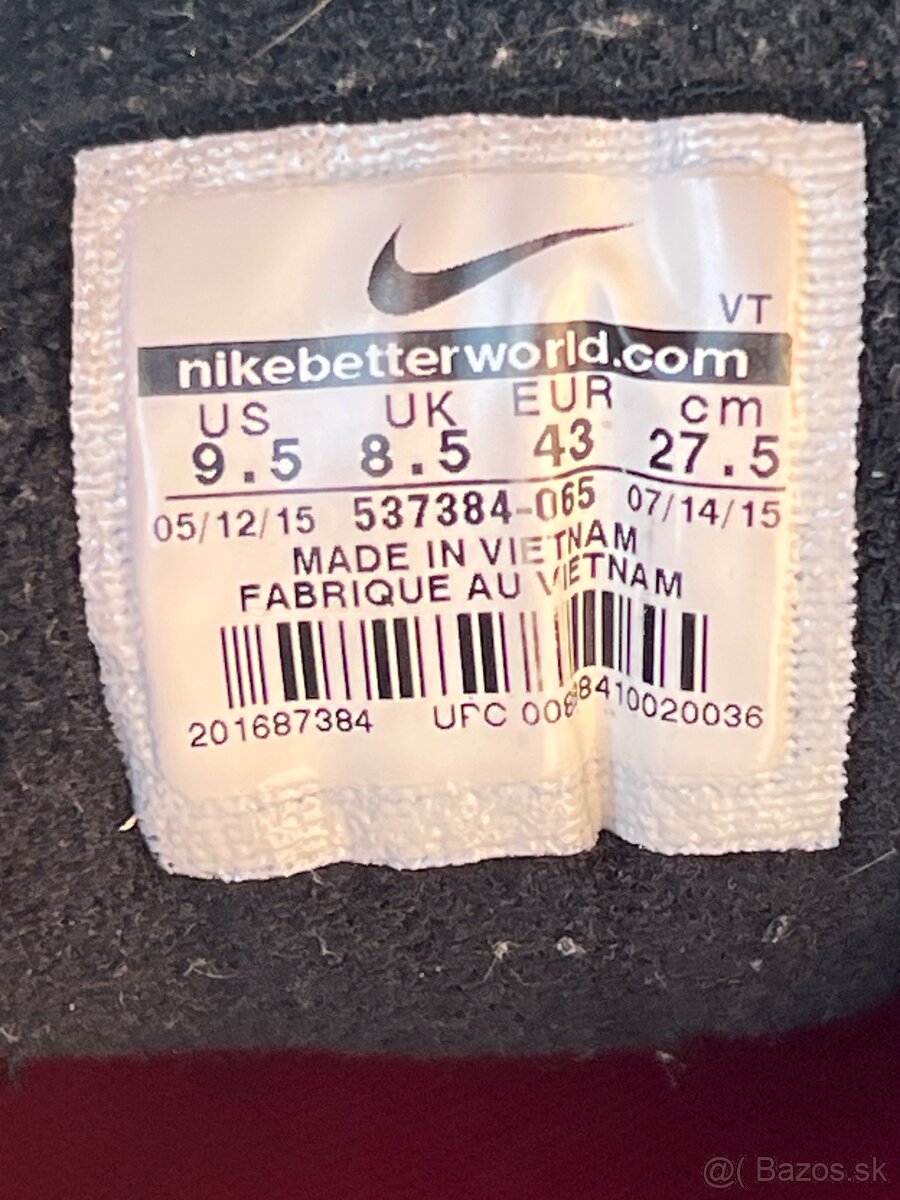 VT
nikebetterworld.com
US UK EUR cm
9.5 8.5 43 27.5
05/12/15 537384-065 07/14/15
MADE IN VIETNAM
FABRIQUE AU VIETNAM
201687384 UPC
@( Bazos.sk